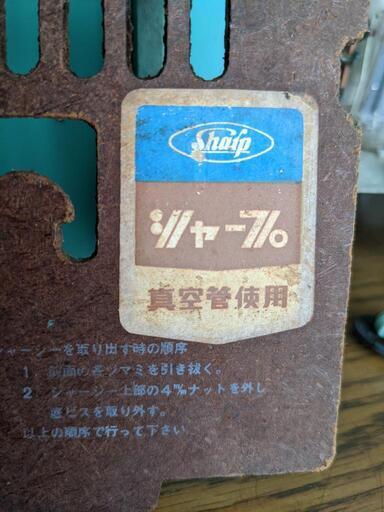 Sharp
シャープ
真空管使用
シャーシーを取り出す時の順序
1 前面の各ツマミを引き抜く。
2 シャーシー上部の4㎜ナットを外し
底ビスを取り外す。
以上の順序で行って下さい